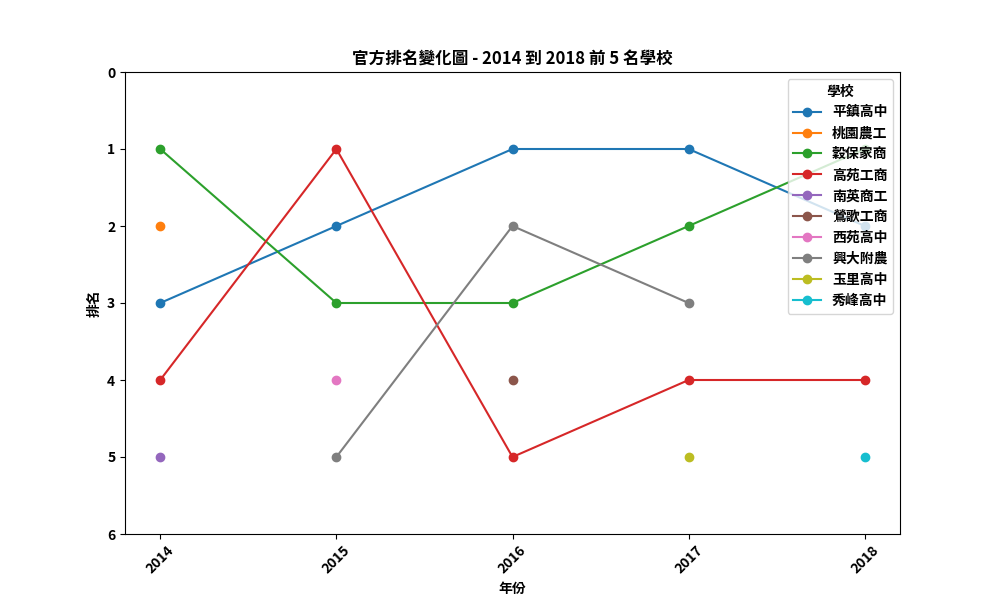 官方排名變化圖 - 2014 到 2018 前 5 名學校
0
1
2
3
4
5
6
排名
2014
2015
2016
2017
2018
年份
學校
平鎮高中
桃園農工
穀保家商
高苑工商
南英商工
鶯歌工商
西苑高中
興大附農
玉里高中
秀峰高中